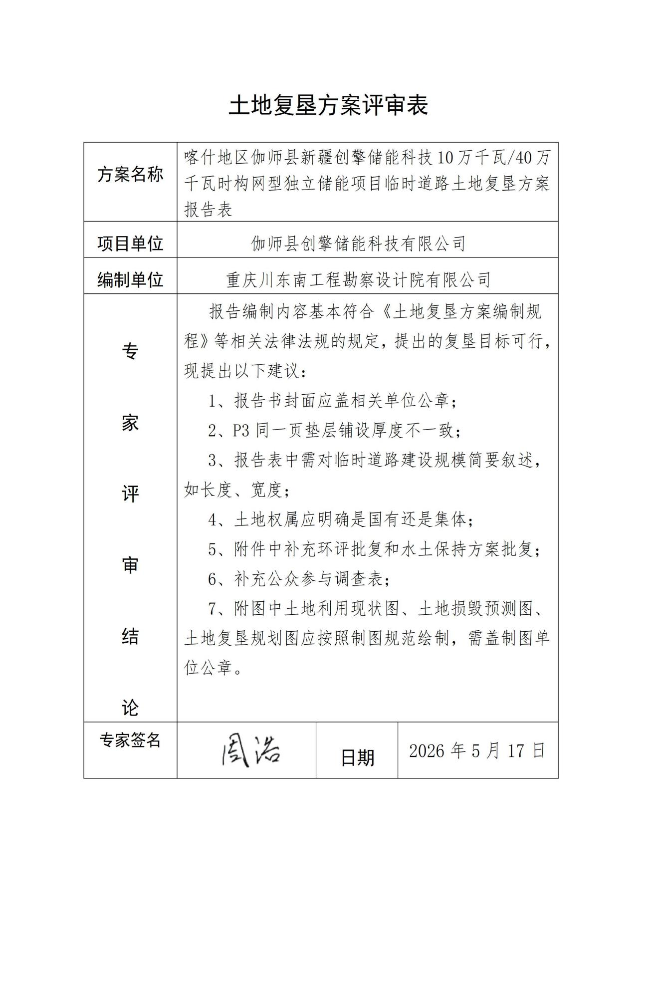 土地复垦方案评审表
方案名称
喀什地区伽师县新疆创擎储能科技 10 万千瓦/40 万
千瓦时构网型独立储能项目临时道路土地复垦方案
报告表
项目单位
伽师县创擎储能科技有限公司
编制单位
重庆川东南工程勘察设计院有限公司
专
家
评
审
结
论
报告编制内容基本符合《土地复垦方案编制规
程》等相关法律法规的规定，提出的复垦目标可行，
现提出以下建议：
1、报告书封面应盖相关单位公章；
2、P3 同一页垫层铺设厚度不一致；
3、报告表中需对临时道路建设规模简要叙述，
如长度、宽度；
4、土地权属应明确是国有还是集体；
5、附件中补充环评批复和水土保持方案批复；
6、补充公众参与调查表；
7、附图中土地利用现状图、土地损毁预测图、
土地复垦规划图应按照制图规范绘制，需盖制图单
位公章。
专家签名
周浩
日期
2026 年 5 月 17 日